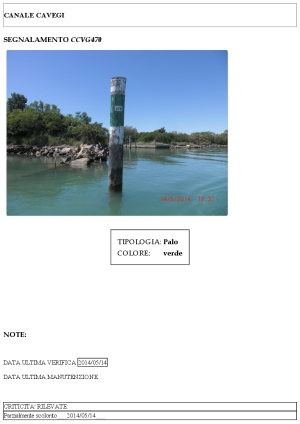 CANALE CAVEGI
SEGNALAMENTO CCVG470
TIPOLOGIA: Palo
COLORE: verde
NOTE:
DATA ULTIMA VERIFICA 2014/05/14
DATA ULTIMA MANUTENZIONE
CRITICITA' RILEVATE
Parzialmente scolorito 2014/05/14